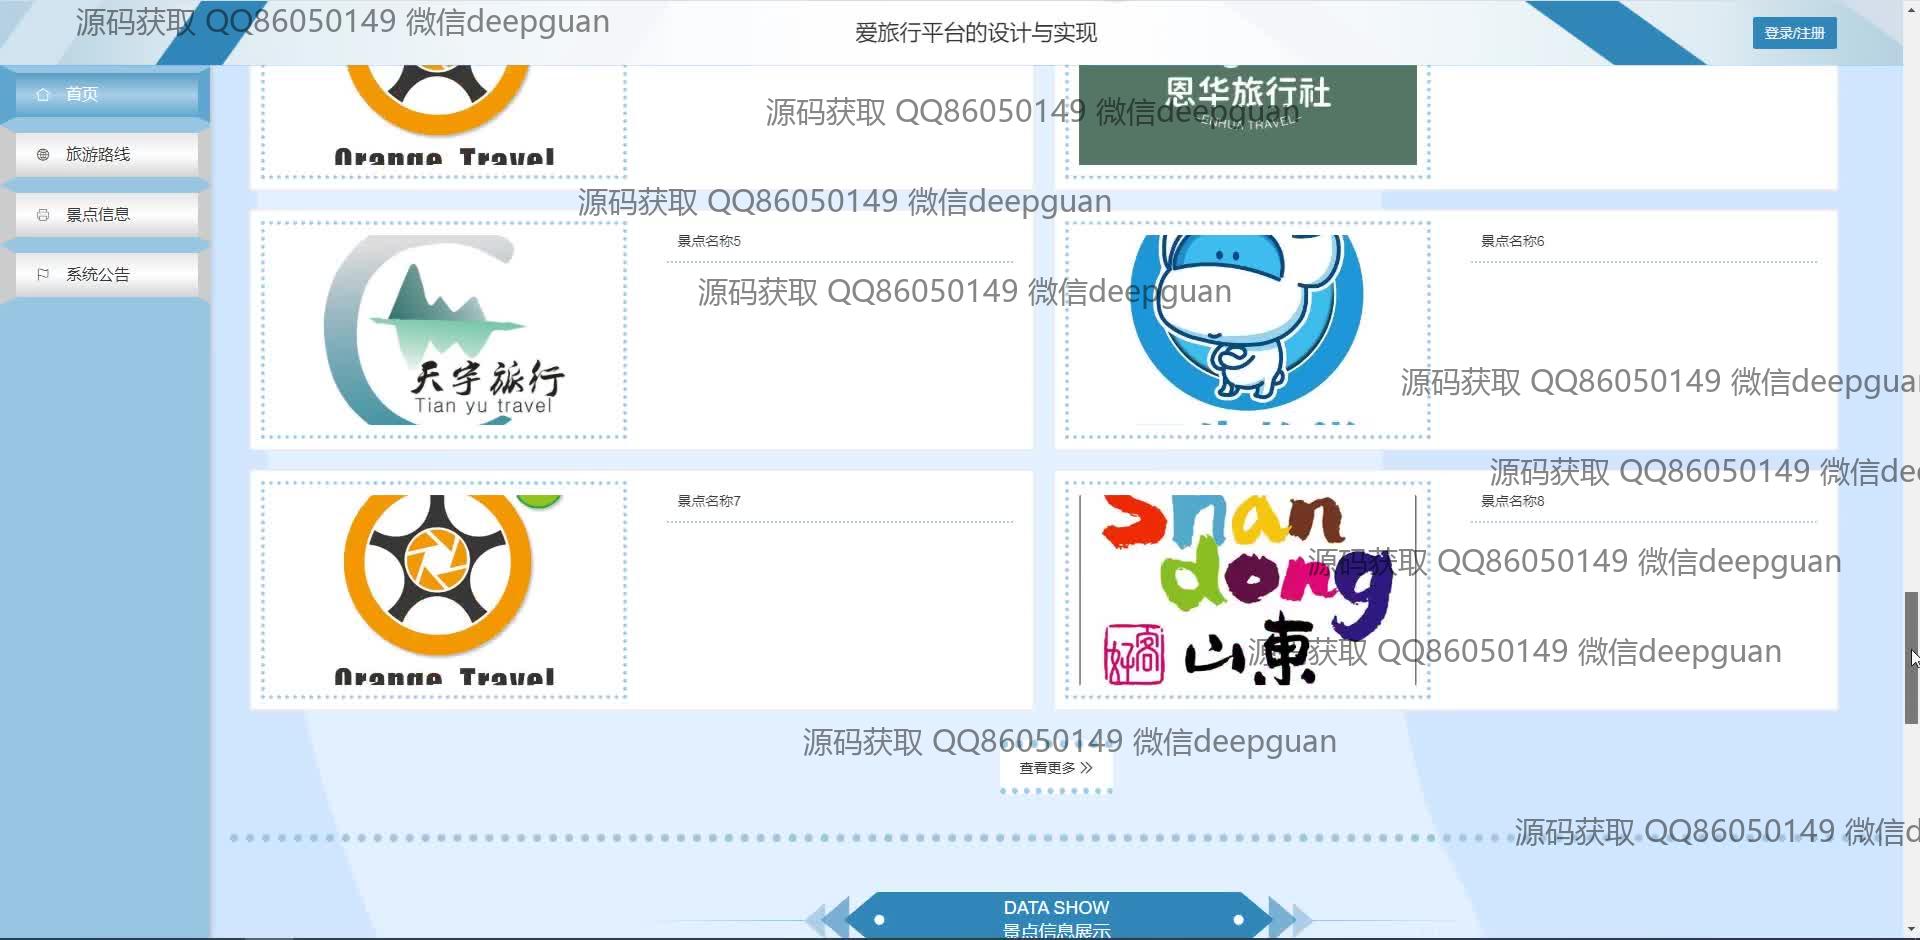 源码获取 QQ86050149 微信deepguan
爱旅行平台的设计与实现
登录/注册
首页
旅游路线
景点信息
系统公告
Orange Travel
恩华旅行社
ENHUA TRAVEL
源码获取 QQ86050149 微信deepguan
源码获取 QQ86050149 微信deepguan
景点名称5
天宇旅行
Tian yu travel
景点名称6
源码获取 QQ86050149 微信deepguan
源码获取 QQ86050149 微信deepgua
源码获取 QQ86050149 微信de
景点名称7
Orange Travel
景点名称8
Shan
dong
好客
山東
源码获取 QQ86050149 微信deepguan
源码获取 QQ86050149 微信deepguan
源码获取 QQ86050149 微信deepguan
查看更多
源码获取 QQ86050149 微信d
DATA SHOW
景点信息展示